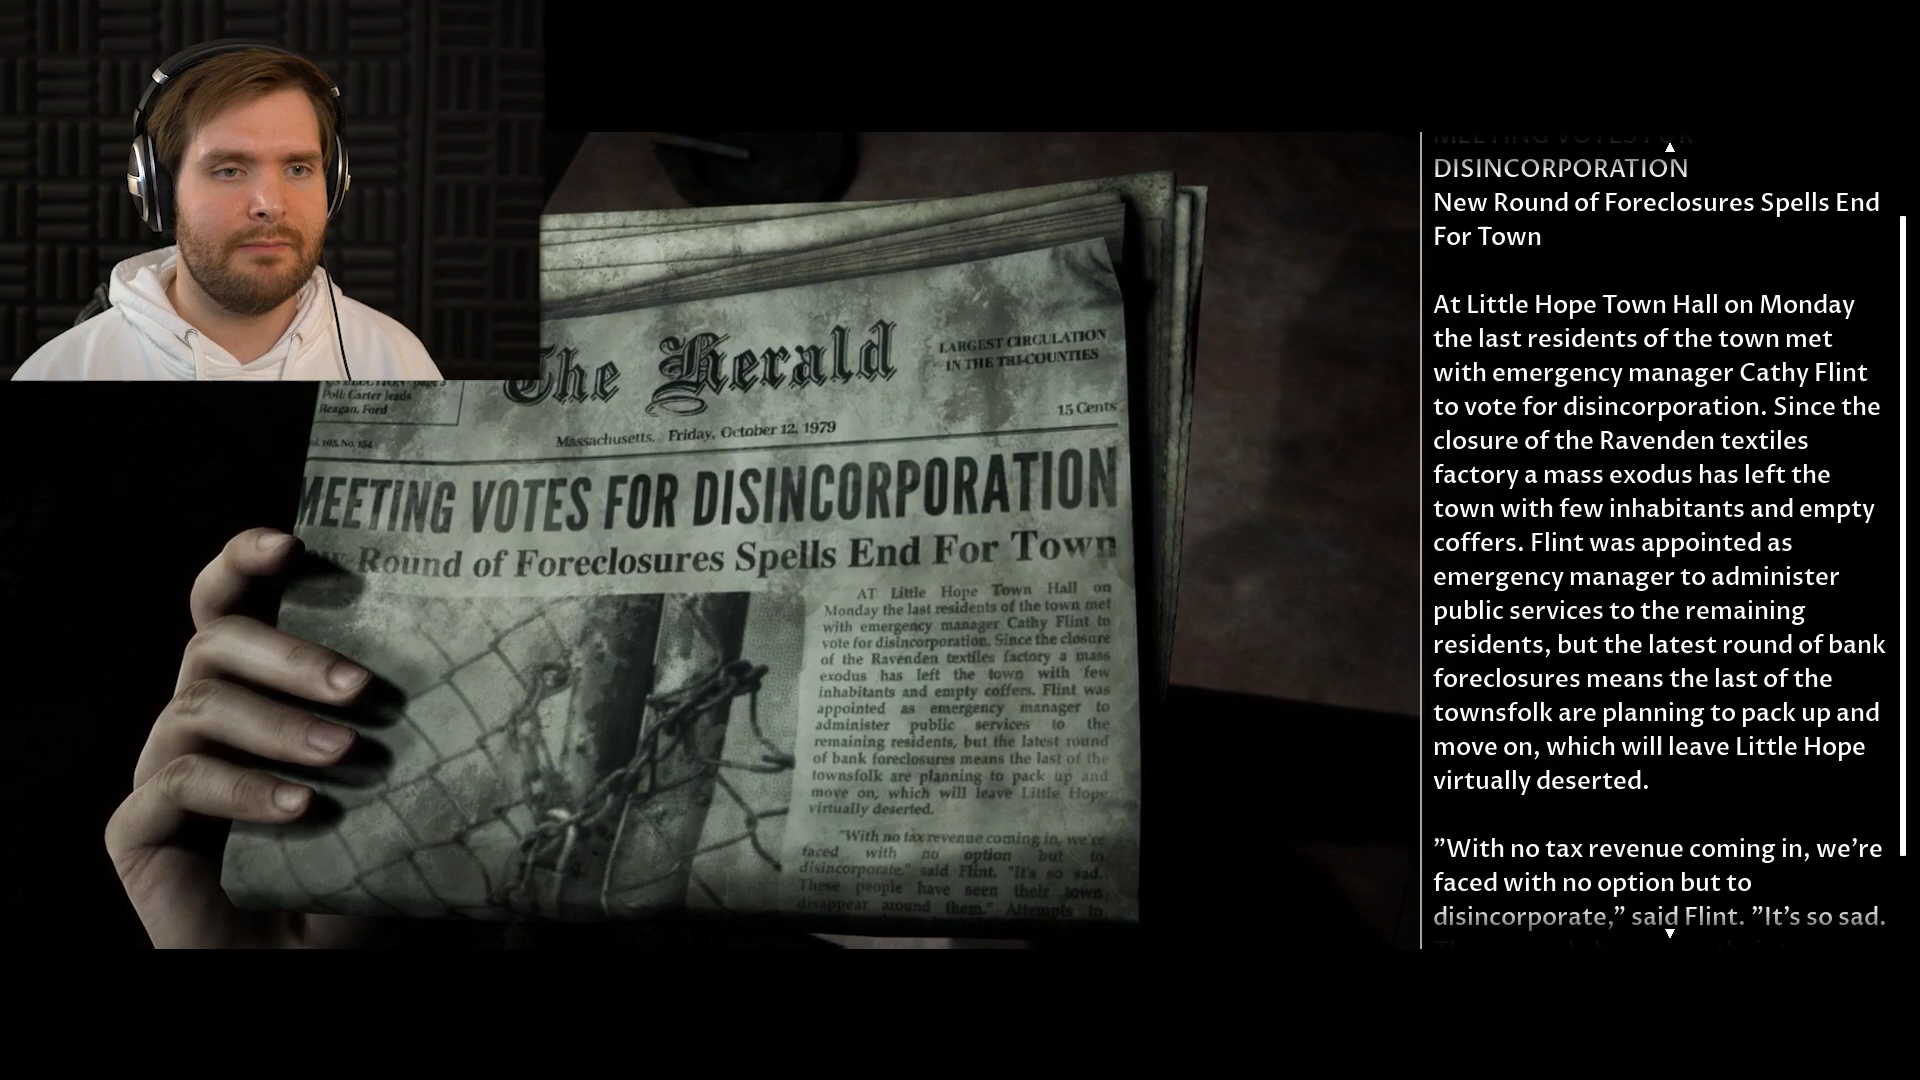 The Herald
LARGEST CIRCULATION
IN THE TRI-COUNTIES
Poll: Carter leads
Reagan, Ford
15 Cents
No. 154
Massachusetts, Friday, October 12, 1979
MEETING VOTES FOR DISINCORPORATION
Round of Foreclosures Spells End For Town
AT Little Hope Town Hall on
Monday the last residents of the town met
with emergency manager Cathy Flint to
vote for disincorporation. Since the closure
of the Ravenden textiles factory a mass
exodus has left the town with few
inhabitants and empty coffers. Flint was
appointed as emergency manager to
administer public services to the
remaining residents, but the latest round
of bank foreclosures means the last of the
townsfolk are planning to pack up and
move on, which will leave Little Hope
virtually deserted.
"With no tax revenue coming in, we're
faced with no option but to
disincorporate," said Flint. "It's so sad.
These people have seen their town
disappear around them." Attempts to
MEETING VOTES FOR
DISINCORPORATION
New Round of Foreclosures Spells End
For Town
At Little Hope Town Hall on Monday
the last residents of the town met
with emergency manager Cathy Flint
to vote for disincorporation. Since the
closure of the Ravenden textiles
factory a mass exodus has left the
town with few inhabitants and empty
coffers. Flint was appointed as
emergency manager to administer
public services to the remaining
residents, but the latest round of bank
foreclosures means the last of the
townsfolk are planning to pack up and
move on, which will leave Little Hope
virtually deserted.
”With no tax revenue coming in, we’re
faced with no option but to
disincorporate,” said Flint. ”It’s so sad.